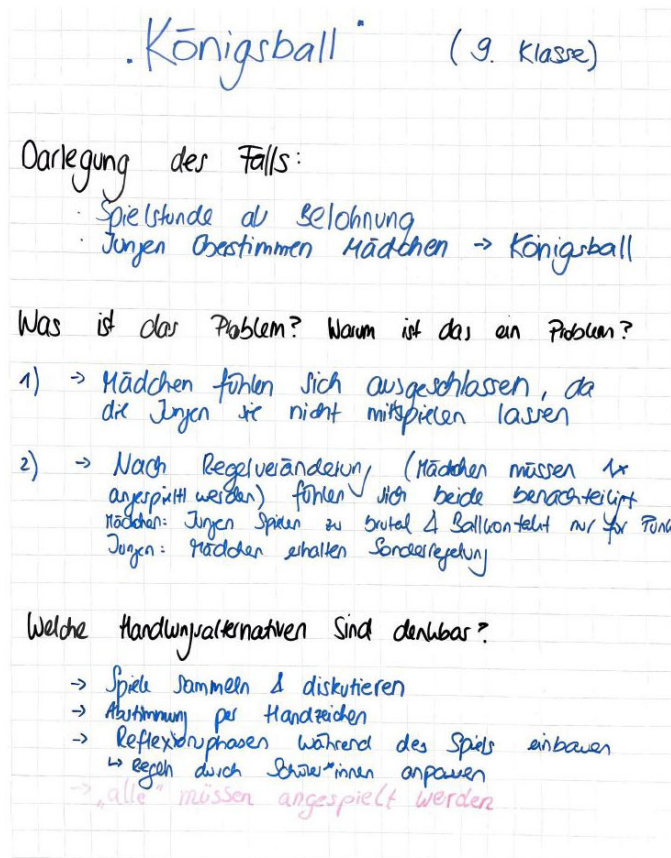 "Königsball" (9. Klasse)
Darlegung des Falls:
· Spielstunde als Belohnung
· Jungen überstimmen Mädchen → Königsball
Was ist das Problem? Warum ist das ein Problem?
1) → Mädchen fühlen sich ausgeschlossen, da
die Jungen sie nicht mitspielen lassen
2) → Nach Regelveränderung (Mädchen müssen 1x
angespielt werden) fühlen sich beide benachteiligt
Mädchen: Jungen spielen zu brutal & Ballkontakt nur für Punk
Jungen: Mädchen erhalten Sonderregelung
Welche Handlungsalternativen sind denkbar?
→ Spiele sammeln & diskutieren
→ Abstimmung per Handzeichen
→ Reflexionsphasen während des Spiels einbauen
↳ Regeln durch Schüler*innen anpassen
→ „alle" müssen angespielt werden